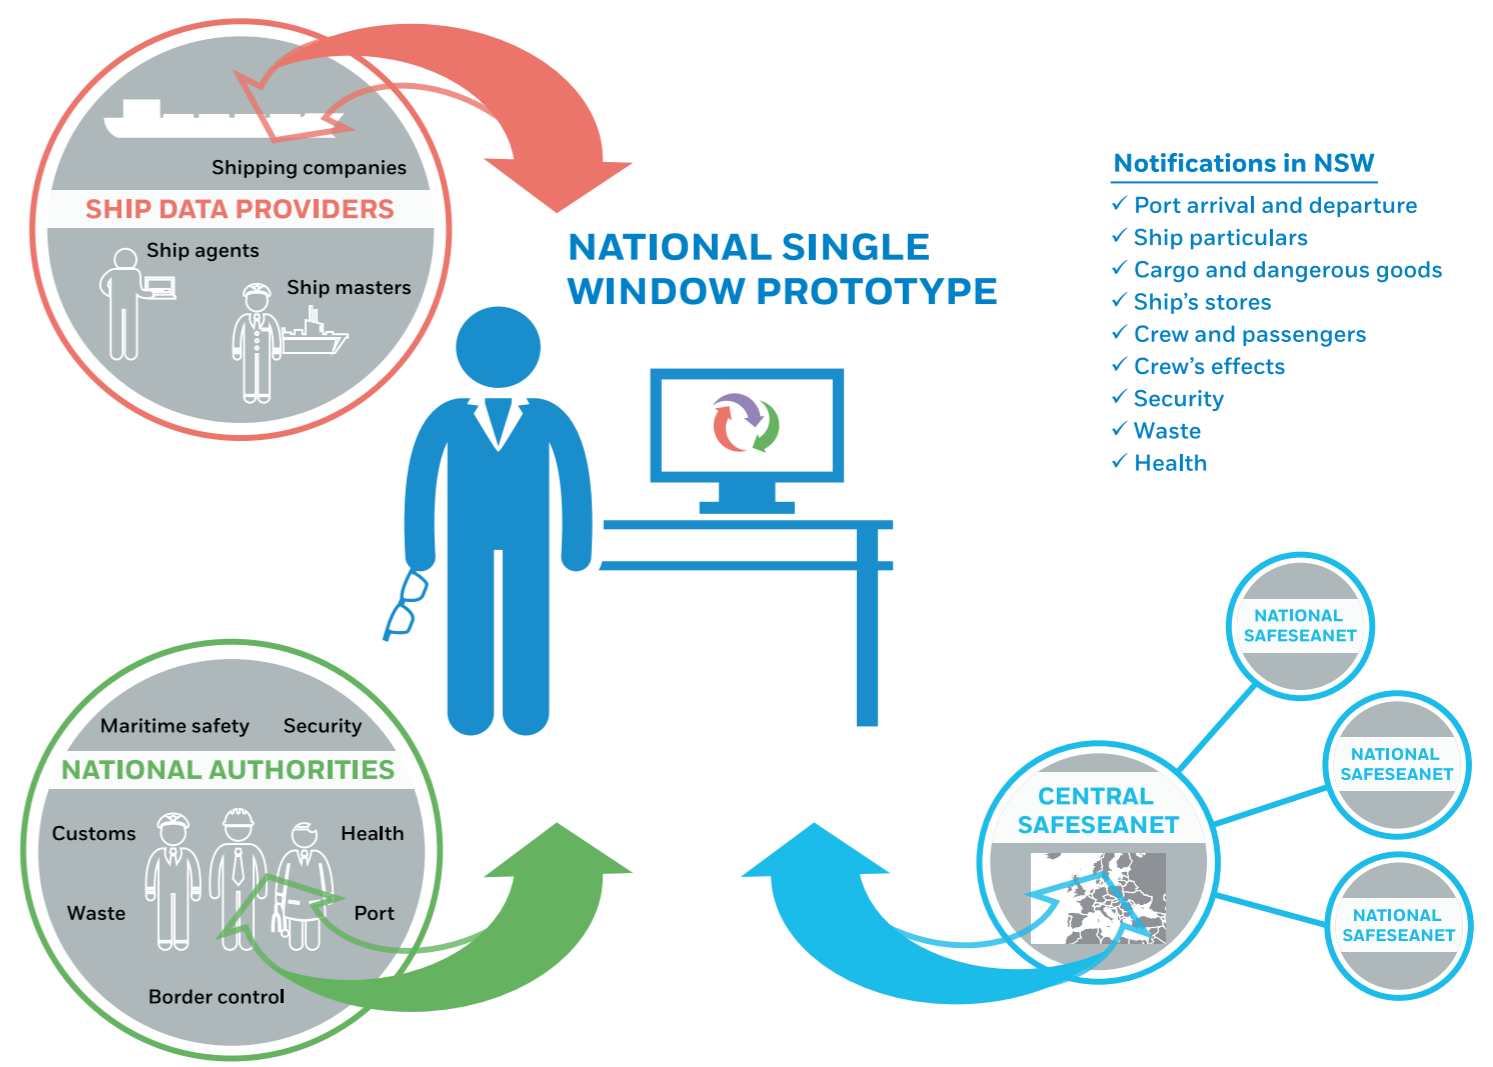 Shipping companies
SHIP DATA PROVIDERS
Ship agents
Ship masters
NATIONAL SINGLE
WINDOW PROTOTYPE
Notifications in NSW
✓ Port arrival and departure
✓ Ship particulars
✓ Cargo and dangerous goods
✓ Ship's stores
✓ Crew and passengers
✓ Crew’s effects
✓ Security
✓ Waste
✓ Health
Maritime safety
Security
NATIONAL AUTHORITIES
Customs
Health
Waste
Port
Border control
CENTRAL
SAFESEANET
NATIONAL
SAFESEANET
NATIONAL
SAFESEANET
NATIONAL
SAFESEANET